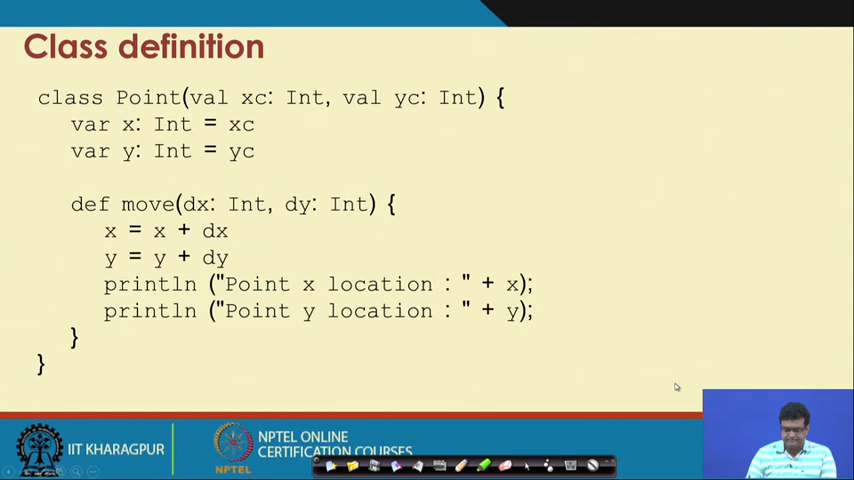 Class definition
class Point(val xc: Int, val yc: Int) {
var x: Int = xc
var y: Int = yc
def move(dx: Int, dy: Int) {
x = x + dx
y = y + dy
println ("Point x location : " + x);
println ("Point y location : " + y);
}
}
IIT KHARAGPUR
NPTEL
NPTEL ONLINE
CERTIFICATION COURSES